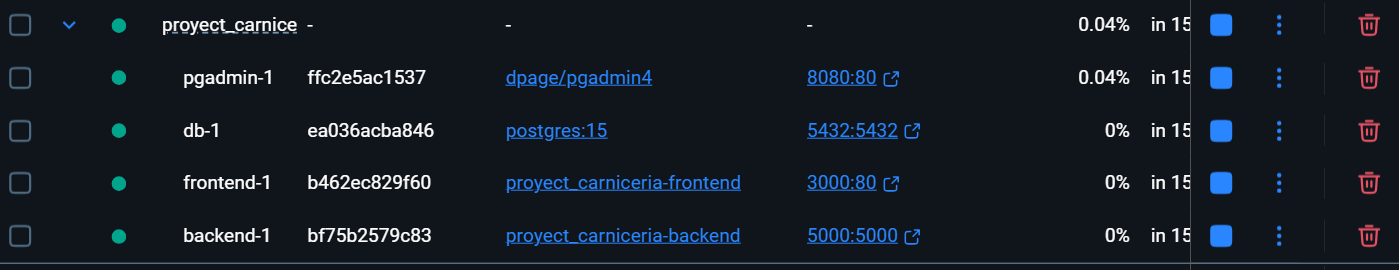 proyect_carnice - - - 0.04% in 15
pgadmin-1 ffc2e5ac1537 dpage/pgadmin4 8080:80 0.04% in 15
db-1 ea036acba846 postgres:15 5432:5432 0% in 15
frontend-1 b462ec829f60 proyect_carniceria-frontend 3000:80 0% in 15
backend-1 bf75b2579c83 proyect_carniceria-backend 5000:5000 0% in 15